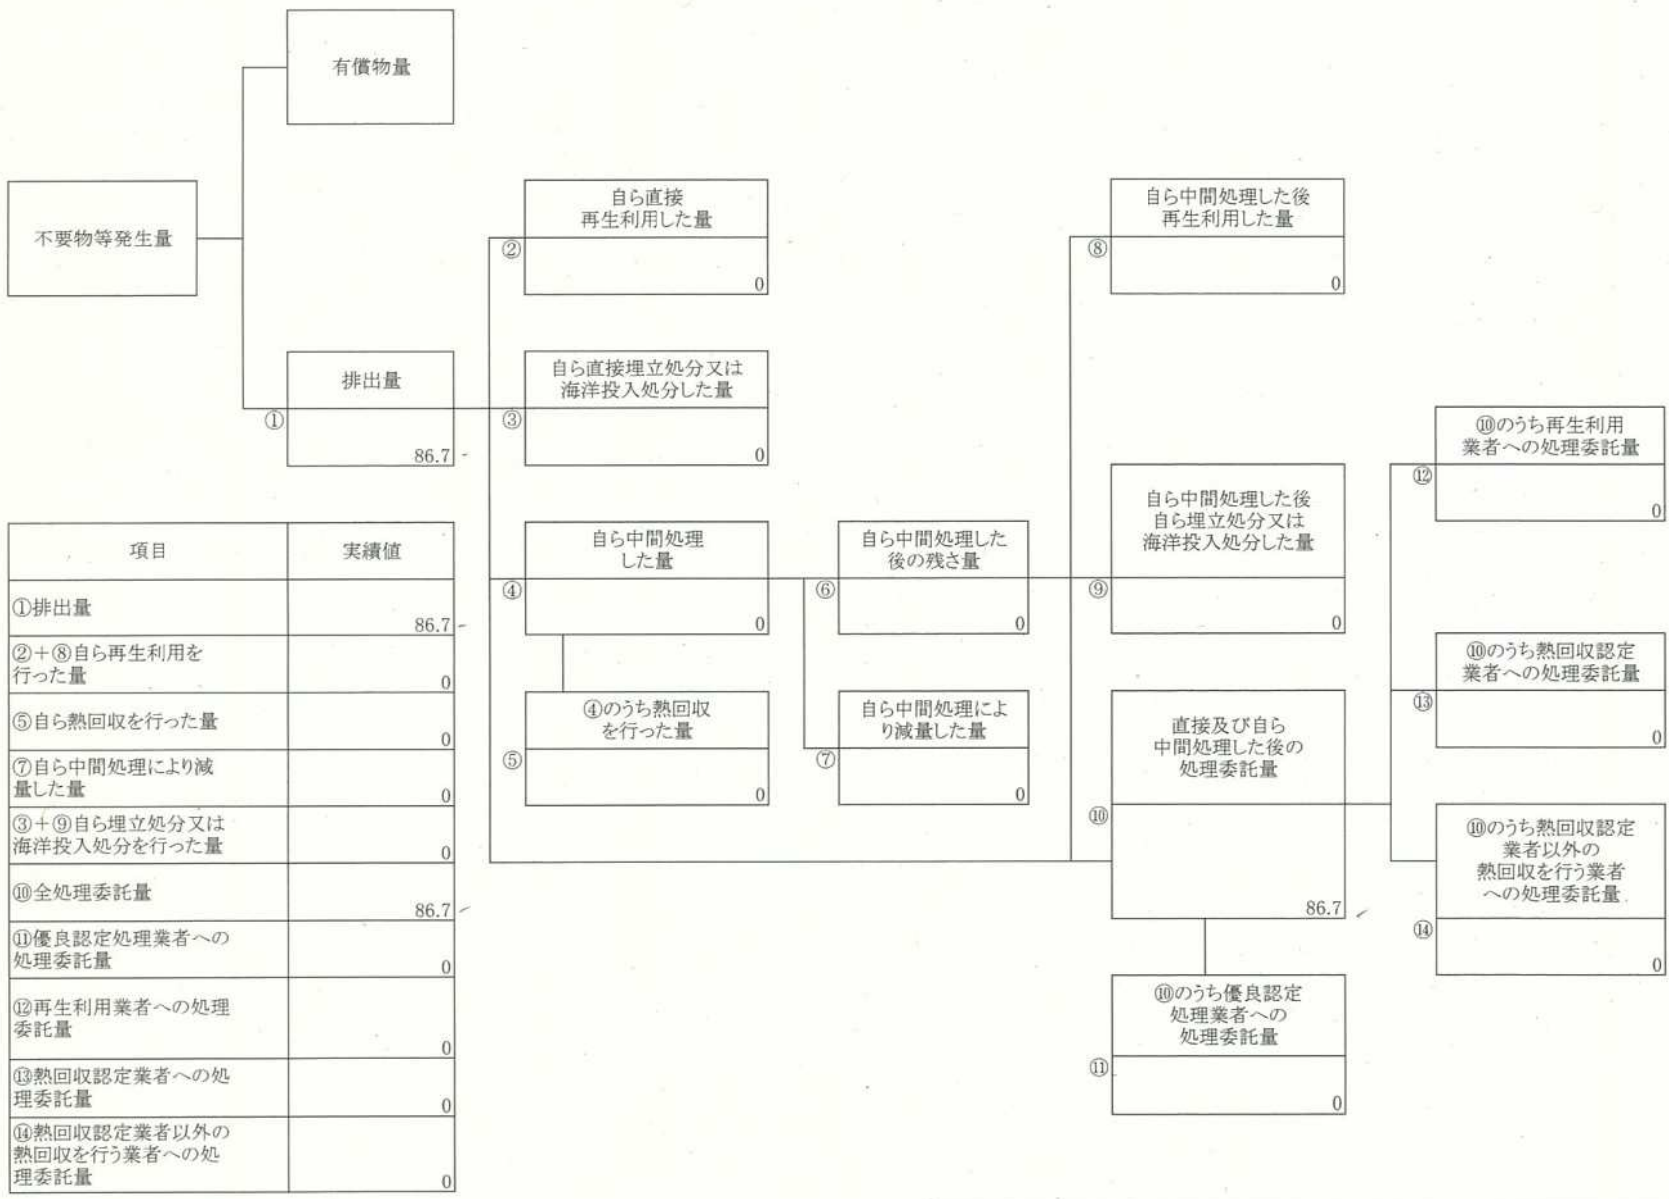 有償物量
不要物等発生量
排出量
①
86.7
自ら直接
再生利用した量
②
0
自ら直接埋立処分又は
海洋投入処分した量
③
0
自ら中間処理
した量
④
0
④のうち熱回収
を行った量
⑤
0
自ら中間処理した
後の残さ量
⑥
0
自ら中間処理によ
り減量した量
⑦
0
自ら中間処理した後
再生利用した量
⑧
0
自ら中間処理した後
自ら埋立処分又は
海洋投入処分した量
⑨
0
直接及び自ら
中間処理した後の
処理委託量
⑩
86.7
⑩のうち優良認定
処理業者への
処理委託量
⑪
0
⑩のうち再生利用
業者への処理委託量
⑫
0
⑩のうち熱回収認定
業者への処理委託量
⑬
0
⑩のうち熱回収認定
業者以外の
熱回収を行う業者
への処理委託量
⑭
0
項目 実績値
①排出量
86.7
②+⑧自ら再生利用を
行った量
0
⑤自ら熱回収を行った量
0
⑦自ら中間処理により減
量した量
0
③+⑨自ら埋立処分又は
海洋投入処分を行った量
0
⑩全処理委託量
86.7
⑪優良認定処理業者への
処理委託量
0
⑫再生利用業者への処理
委託量
0
⑬熱回収認定業者への処
理委託量
0
⑭熱回収認定業者以外の
熱回収を行う業者への処
理委託量
0